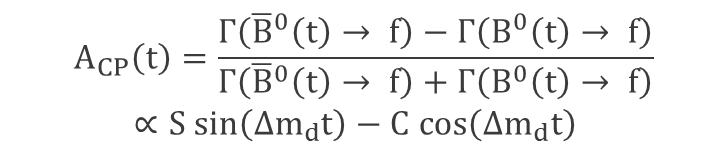 A_CP(t) = (Γ(B̅⁰(t) → f) − Γ(B⁰(t) → f)) / (Γ(B̅⁰(t) → f) + Γ(B⁰(t) → f))
∝ S sin(Δm_d t) − C cos(Δm_d t)